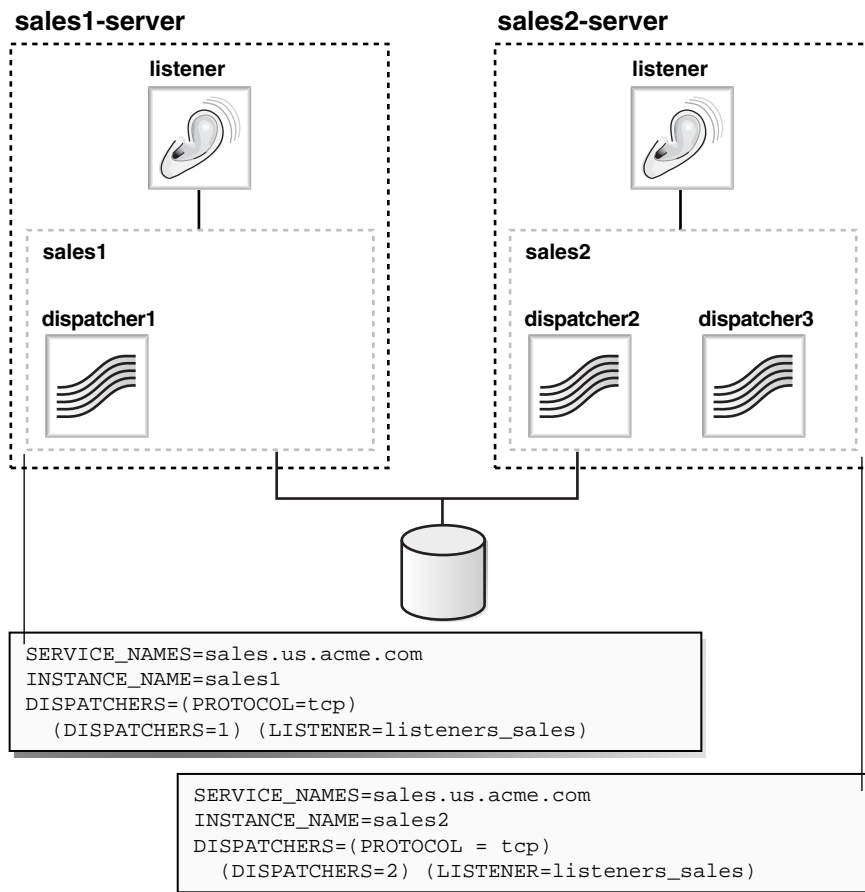 sales1-server
sales2-server
listener
listener
sales1
sales2
dispatcher1
dispatcher2
dispatcher3
SERVICE_NAMES=sales.us.acme.com
INSTANCE_NAME=sales1
DISPATCHERS=(PROTOCOL=tcp)
(DISPATCHERS=1) (LISTENER=listeners_sales)
SERVICE_NAMES=sales.us.acme.com
INSTANCE_NAME=sales2
DISPATCHERS=(PROTOCOL = tcp)
(DISPATCHERS=2) (LISTENER=listeners_sales)